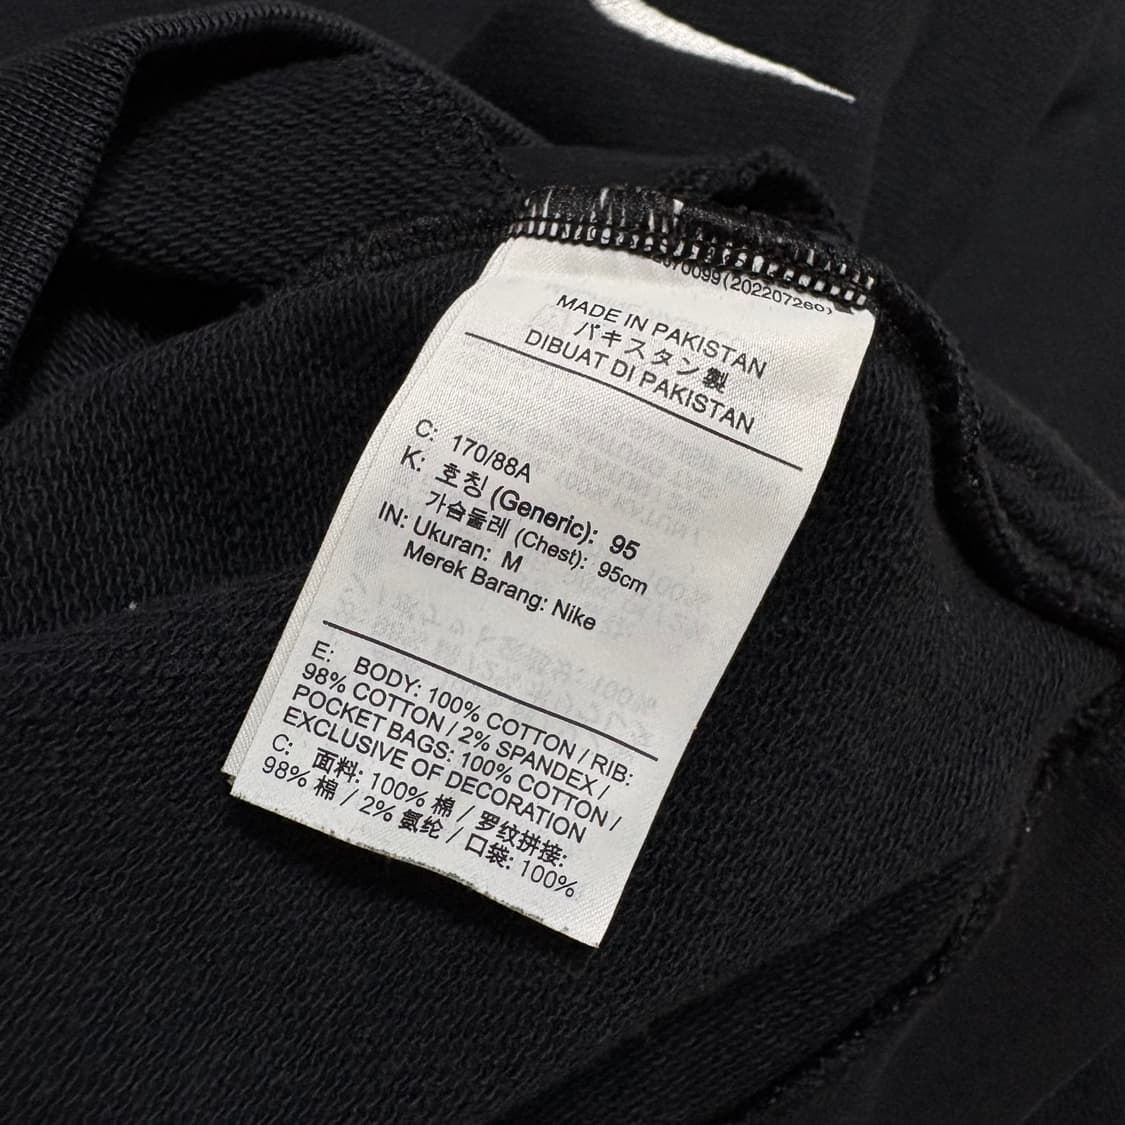 MADE IN PAKISTAN
パキスタン製
DIBUAT DI PAKISTAN
C: 170/88A
K: 호칭 (Generic): 95
가슴둘레 (Chest): 95cm
IN: Ukuran: M
Merek Barang: Nike
E: BODY: 100% COTTON / RIB:
98% COTTON / 2% SPANDEX /
POCKET BAGS: 100% COTTON /
EXCLUSIVE OF DECORATION
C: 面料: 100% 棉 / 罗纹拼接:
98% 棉 / 2% 氨纶 / 口袋: 100%